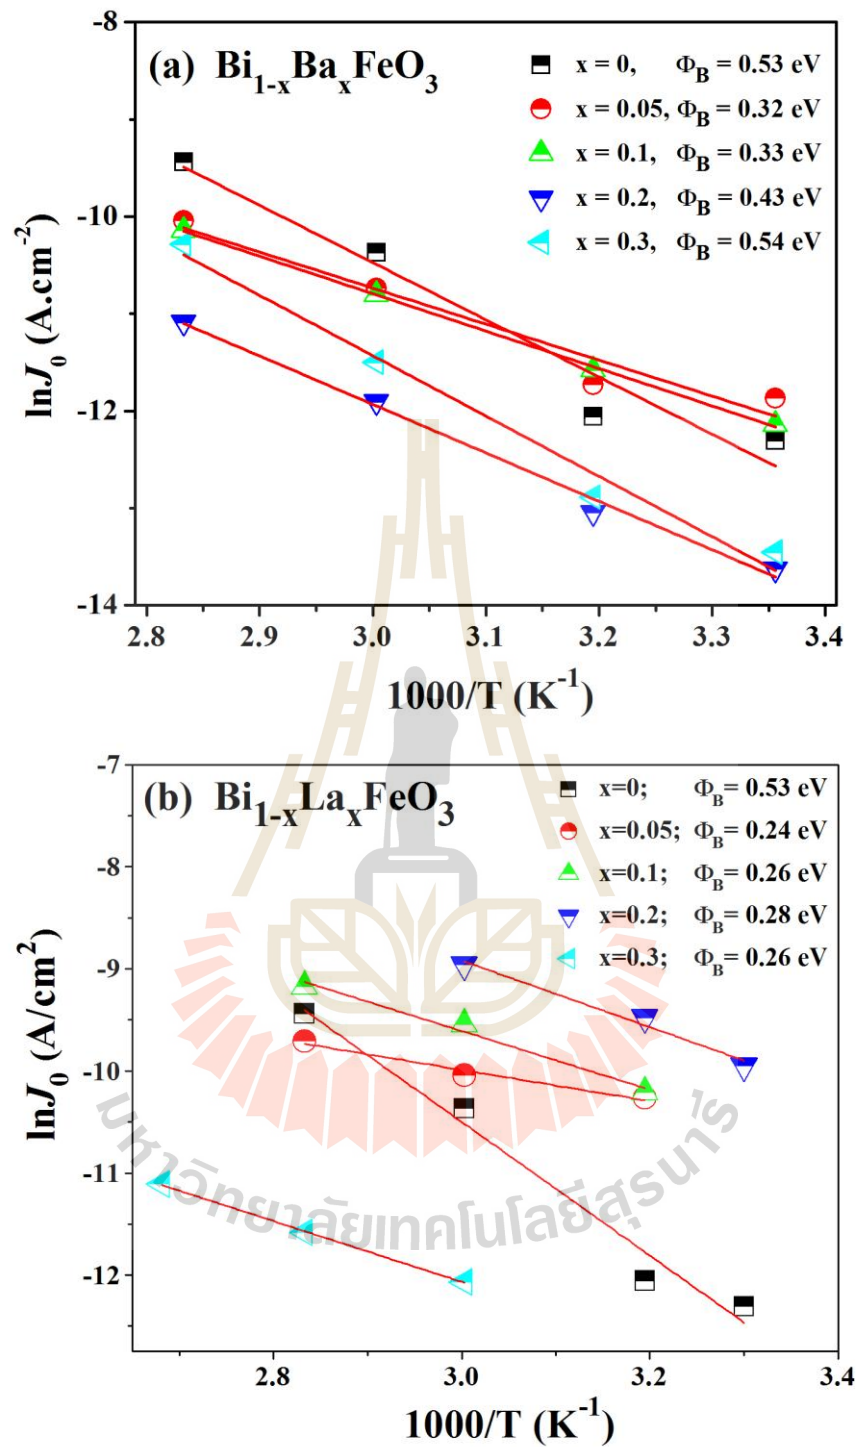 (a) Bi1-xBaxFeO3
x = 0, ΦB = 0.53 eV
x = 0.05, ΦB = 0.32 eV
x = 0.1, ΦB = 0.33 eV
x = 0.2, ΦB = 0.43 eV
x = 0.3, ΦB = 0.54 eV
-8
-10
-12
-14
lnJ0 (A.cm-2)
2.8 2.9 3.0 3.1 3.2 3.3 3.4
1000/T (K-1)
(b) Bi1-xLaxFeO3
x=0; ΦB= 0.53 eV
x=0.05; ΦB= 0.24 eV
x=0.1; ΦB= 0.26 eV
x=0.2; ΦB= 0.28 eV
x=0.3; ΦB= 0.26 eV
-7
-8
-9
-10
-11
-12
lnJ0 (A/cm2)
มหาวิทยาลัยเทคโนโลยีสุรนารี
2.8 3.0 3.2 3.4
1000/T (K-1)